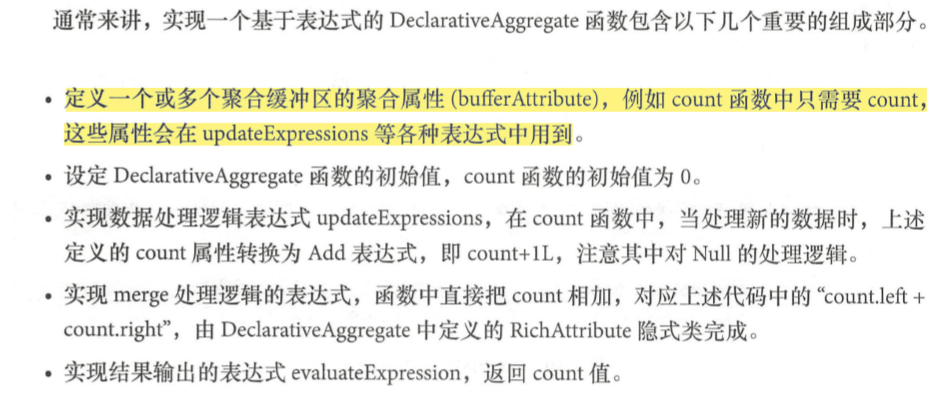 通常来讲，实现一个基于表达式的 DeclarativeAggregate 函数包含以下几个重要的组成部分。
• 定义一个或多个聚合缓冲区的聚合属性 (bufferAttribute)，例如 count 函数中只需要 count，
这些属性会在 updateExpressions 等各种表达式中用到。
• 设定 DeclarativeAggregate 函数的初始值，count 函数的初始值为 0。
• 实现数据处理逻辑表达式 updateExpressions，在 count 函数中，当处理新的数据时，上述
定义的 count 属性转换为 Add 表达式，即 count+1L，注意其中对 Null 的处理逻辑。
• 实现 merge 处理逻辑的表达式，函数中直接把 count 相加，对应上述代码中的 “count.left +
count.right”，由 DeclarativeAggregate 中定义的 RichAttribute 隐式类完成。
• 实现结果输出的表达式 evaluateExpression，返回 count 值。